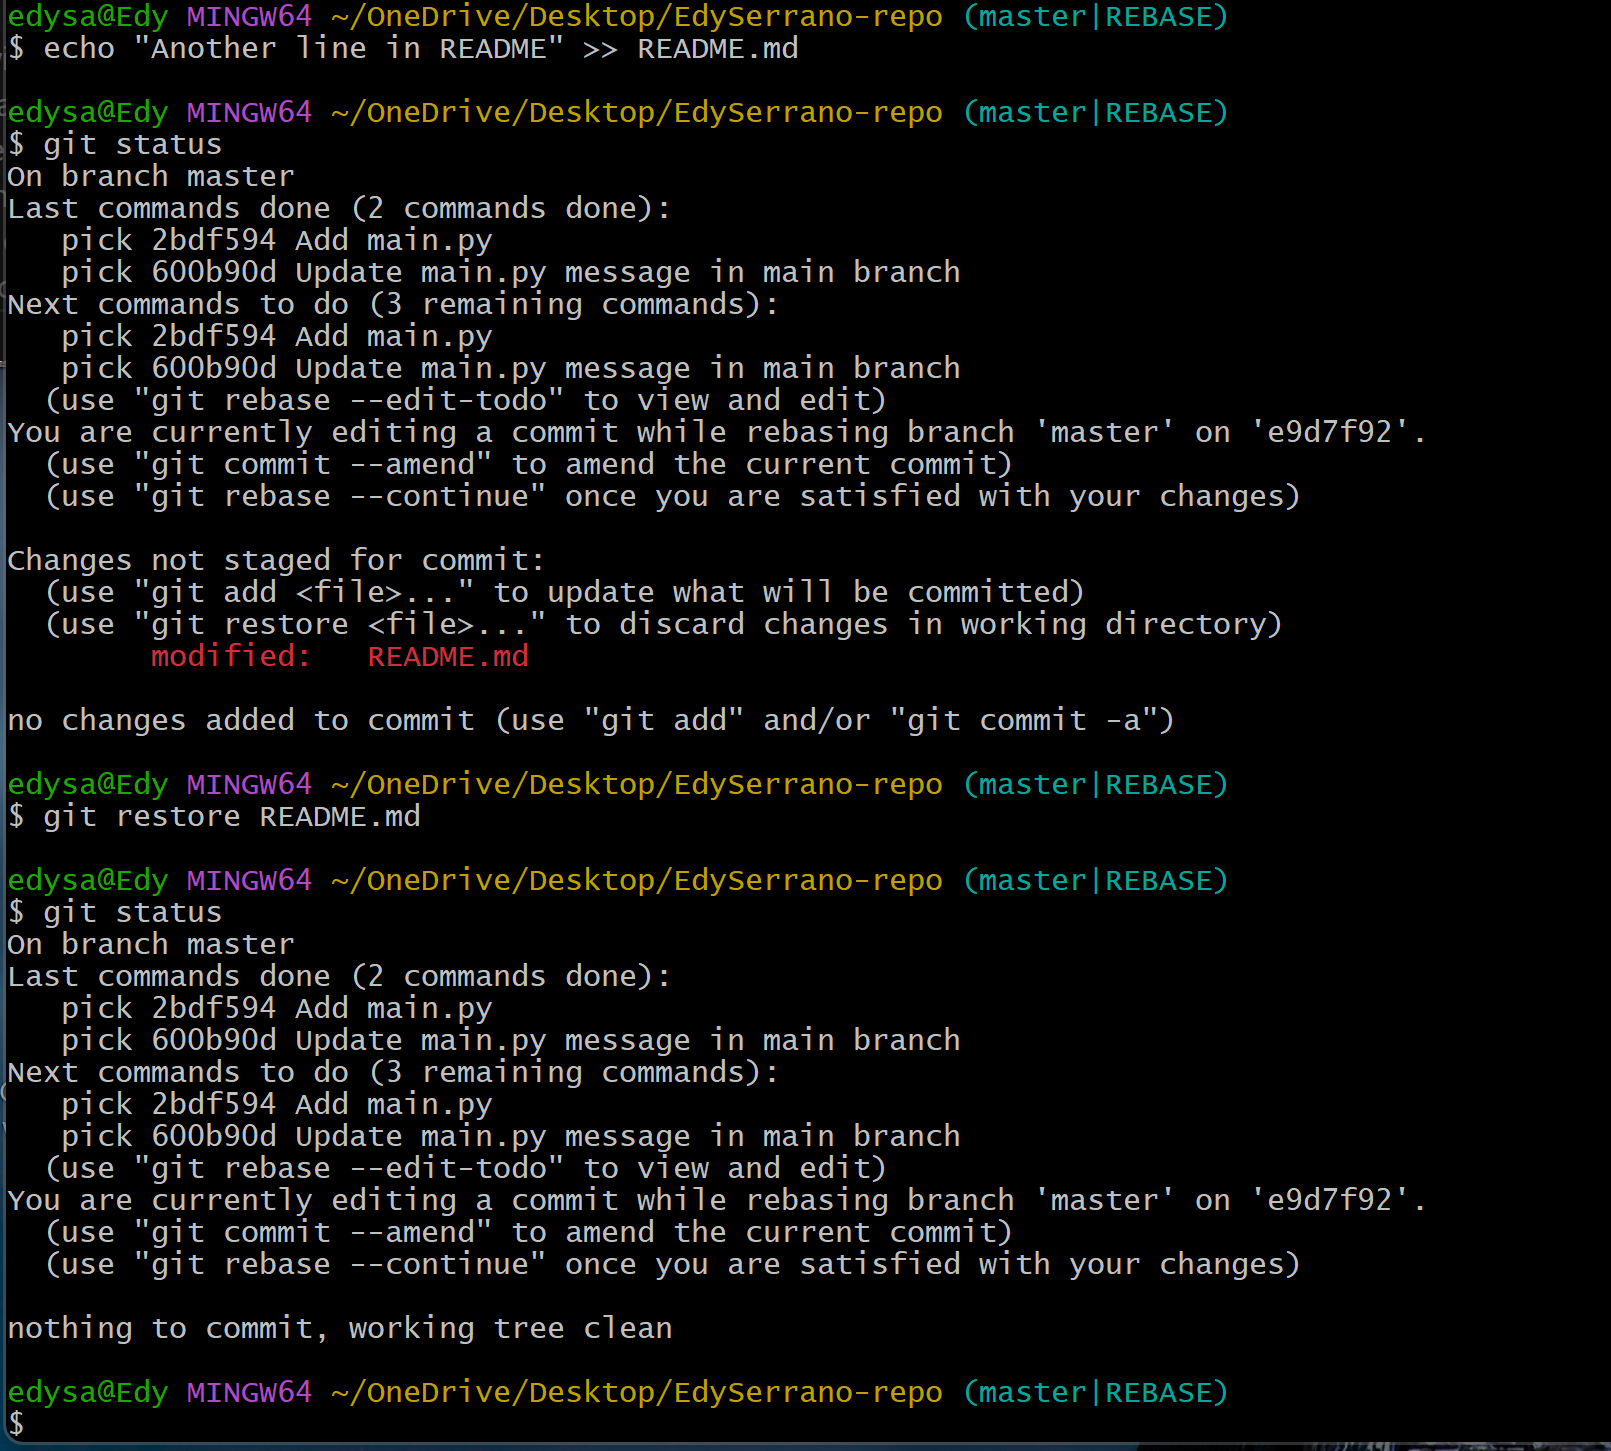 edysa@Edy MINGW64 ~/OneDrive/Desktop/EdySerrano-repo (master|REBASE)
$ echo "Another line in README" >> README.md
edysa@Edy MINGW64 ~/OneDrive/Desktop/EdySerrano-repo (master|REBASE)
$ git status
On branch master
Last commands done (2 commands done):
   pick 2bdf594 Add main.py
   pick 600b90d Update main.py message in main branch
Next commands to do (3 remaining commands):
   pick 2bdf594 Add main.py
   pick 600b90d Update main.py message in main branch
  (use "git rebase --edit-todo" to view and edit)
You are currently editing a commit while rebasing branch 'master' on 'e9d7f92'.
  (use "git commit --amend" to amend the current commit)
  (use "git rebase --continue" once you are satisfied with your changes)
Changes not staged for commit:
  (use "git add <file>..." to update what will be committed)
  (use "git restore <file>..." to discard changes in working directory)
        modified:   README.md
no changes added to commit (use "git add" and/or "git commit -a")
edysa@Edy MINGW64 ~/OneDrive/Desktop/EdySerrano-repo (master|REBASE)
$ git restore README.md
edysa@Edy MINGW64 ~/OneDrive/Desktop/EdySerrano-repo (master|REBASE)
$ git status
On branch master
Last commands done (2 commands done):
   pick 2bdf594 Add main.py
   pick 600b90d Update main.py message in main branch
Next commands to do (3 remaining commands):
   pick 2bdf594 Add main.py
   pick 600b90d Update main.py message in main branch
  (use "git rebase --edit-todo" to view and edit)
You are currently editing a commit while rebasing branch 'master' on 'e9d7f92'.
  (use "git commit --amend" to amend the current commit)
  (use "git rebase --continue" once you are satisfied with your changes)
nothing to commit, working tree clean
edysa@Edy MINGW64 ~/OneDrive/Desktop/EdySerrano-repo (master|REBASE)
$